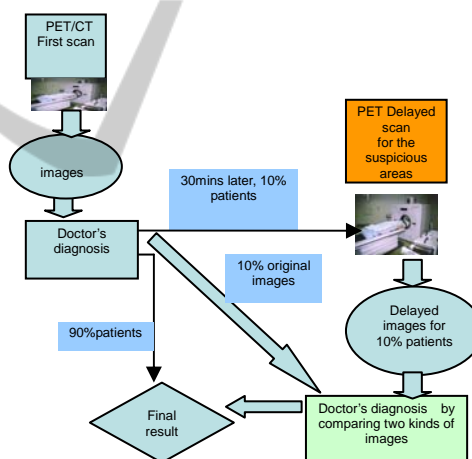 PET/CT
First scan
images
Doctor's
diagnosis
30mins later, 10%
patients
PET Delayed
scan
for the
suspicious
areas
10% original
images
90%patients
Delayed
images for
10% patients
Final
result
Doctor's diagnosis by
comparing two kinds of
images